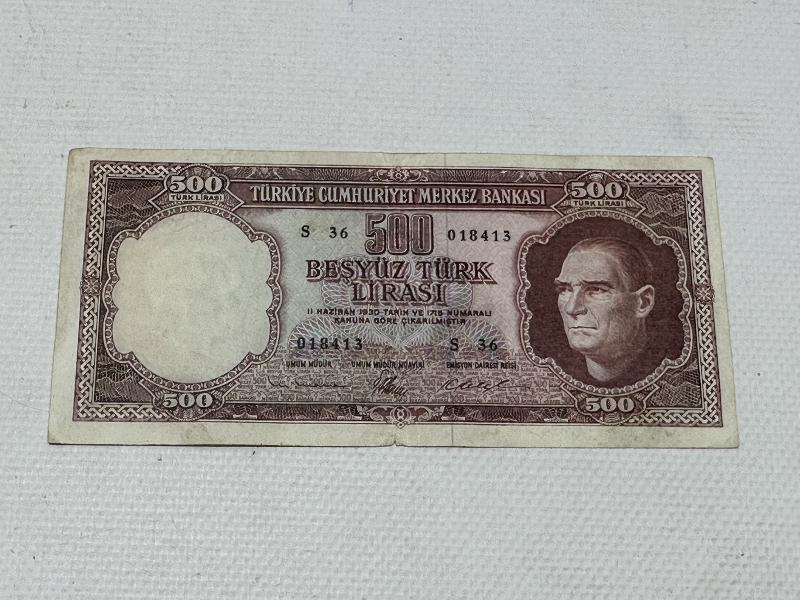 500
TÜRK LİRASI
TÜRKİYE CUMHURİYET MERKEZ BANKASI
500
TÜRK LİRASI
S 36 500 018413
BEŞYÜZ TÜRK
LİRASI
11 HAZİRAN 1930 TARİH VE 1715 NUMARALI
KANUNA GÖRE ÇIKARILMIŞTIR
018413 S 36
UMUM MÜDÜR UMUM MÜDÜR MUAVİNİ EMİSYON DAİRESİ REİSİ
500 500